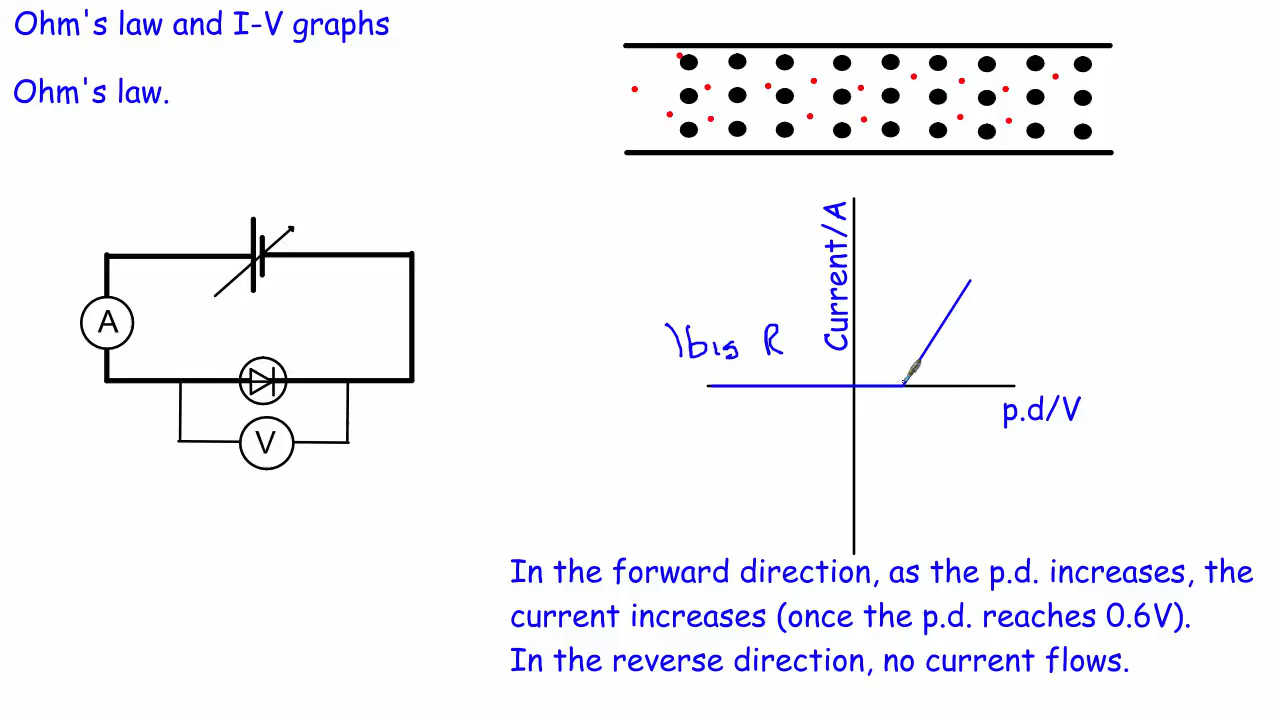 Ohm's law and I-V graphs
Ohm's law.
Current/A
big R
p.d/V
A
V
In the forward direction, as the p.d. increases, the
current increases (once the p.d. reaches 0.6V).
In the reverse direction, no current flows.